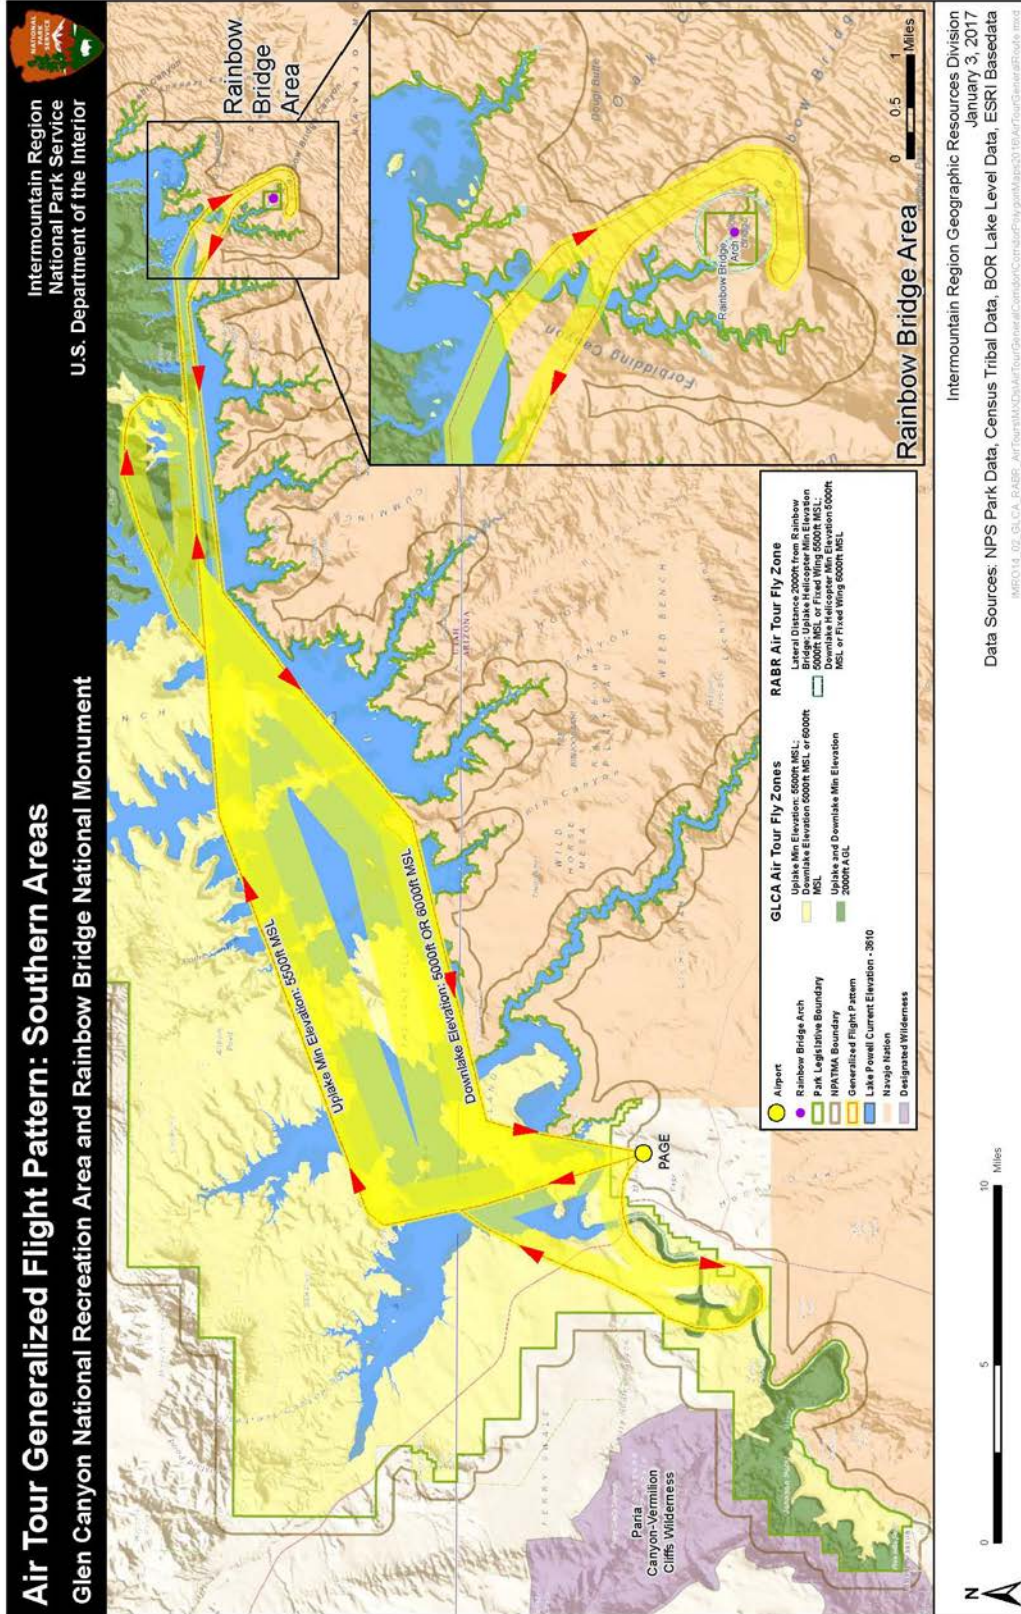 Air Tour Generalized Flight Pattern: Southern Areas
Glen Canyon National Recreation Area and Rainbow Bridge National Monument
Intermountain Region
National Park Service
U.S. Department of the Interior
NATIONAL
PARK
SERVICE
Rainbow
Bridge
Area
Uplake Min Elevation: 5500ft MSL
Downlake Elevation: 5000ft OR 6000ft MSL
UTAH
ARIZONA
WILD
HORSE
MESA
PAGE
Paria
Canyon-Vermilion
Cliffs Wilderness
Forbidding Canyon
Rainbow Bridge
Arch
Rainbow Bridge Area
0 0.5 1
Miles
Airport
Rainbow Bridge Arch
Park Legislative Boundary
NPATMA Boundary
Generalized Flight Pattern
Lake Powell Current Elevation - 3610
Navajo Nation
Designated Wilderness
GLCA Air Tour Fly Zones
Uplake Min Elevation: 5500ft MSL;
Downlake Elevation 5000ft MSL or 6000ft
MSL
Uplake and Downlake Min Elevation
2000ft AGL
RABR Air Tour Fly Zone
Lateral Distance 2000ft from Rainbow
Bridge; Uplake Helicopter Min Elevation
5000ft MSL or Fixed Wing 5500ft MSL;
Downlake Helicopter Min Elevation 5000ft
MSL or Fixed Wing 6000ft MSL
N
0 5 10
Miles
Intermountain Region Geographic Resources Division
January 3, 2017
Data Sources: NPS Park Data, Census Tribal Data, BOR Lake Level Data, ESRI Basedata